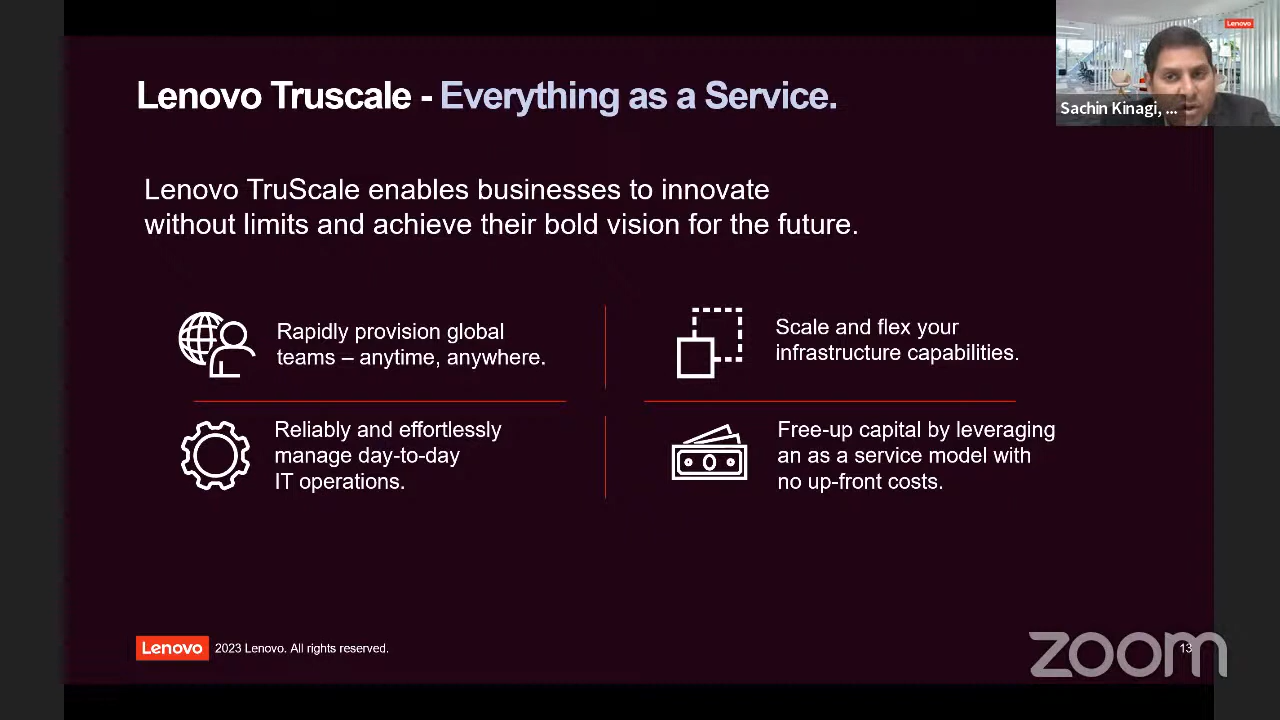 Lenovo
Sachin Kinagi, ...
Lenovo Truscale - Everything as a Service.
Lenovo TruScale enables businesses to innovate
without limits and achieve their bold vision for the future.
Rapidly provision global
teams – anytime, anywhere.
Scale and flex your
infrastructure capabilities.
Reliably and effortlessly
manage day-to-day
IT operations.
Free-up capital by leveraging
an as a service model with
no up-front costs.
Lenovo 2023 Lenovo. All rights reserved.
13
zoom